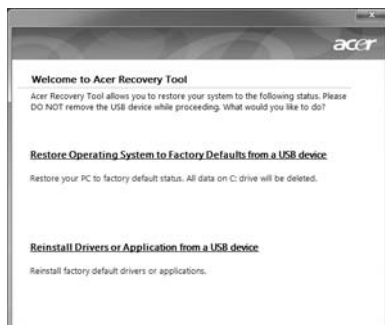 acer
Welcome to Acer Recovery Tool
Acer Recovery Tool allows you to restore your system to the following status. Please
DO NOT remove the USB device while proceeding. What would you like to do?
Restore Operating System to Factory Defaults from a USB device
Restore your PC to factory default status. All data on C: drive will be deleted.
Reinstall Drivers or Application from a USB device
Reinstall factory default drivers or applications.